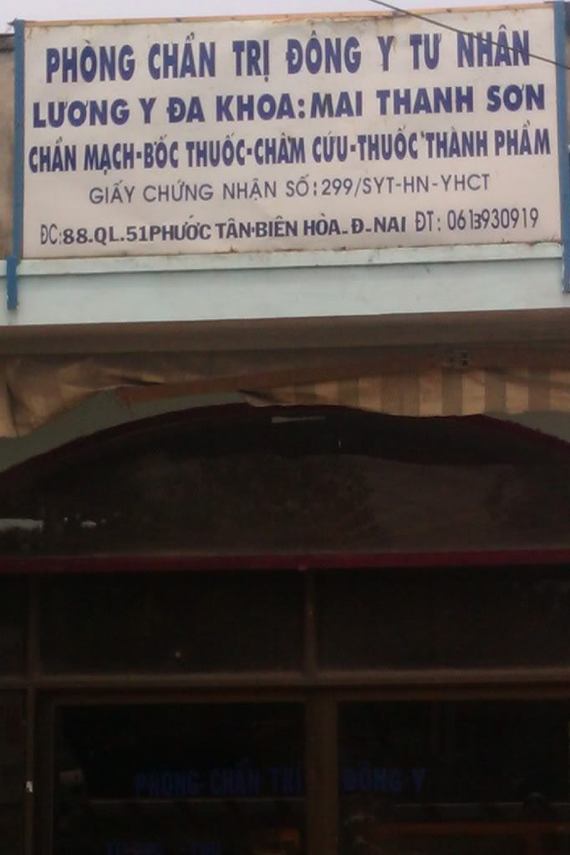 PHÒNG CHẨN TRỊ ĐÔNG Y TƯ NHÂN
LƯƠNG Y ĐA KHOA: MAI THANH SƠN
CHẨN MẠCH-BỐC THUỐC-CHÂM CỨU-THUỐC THÀNH PHẨM
GIẤY CHỨNG NHẬN SỐ: 299/SYT-HN-YHCT
ĐC: 88.QL.51 PHƯỚC TÂN-BIÊN HÒA-Đ-NAI ĐT: 0613930919
PHÒNG CHẨN TRỊ ĐÔNG Y